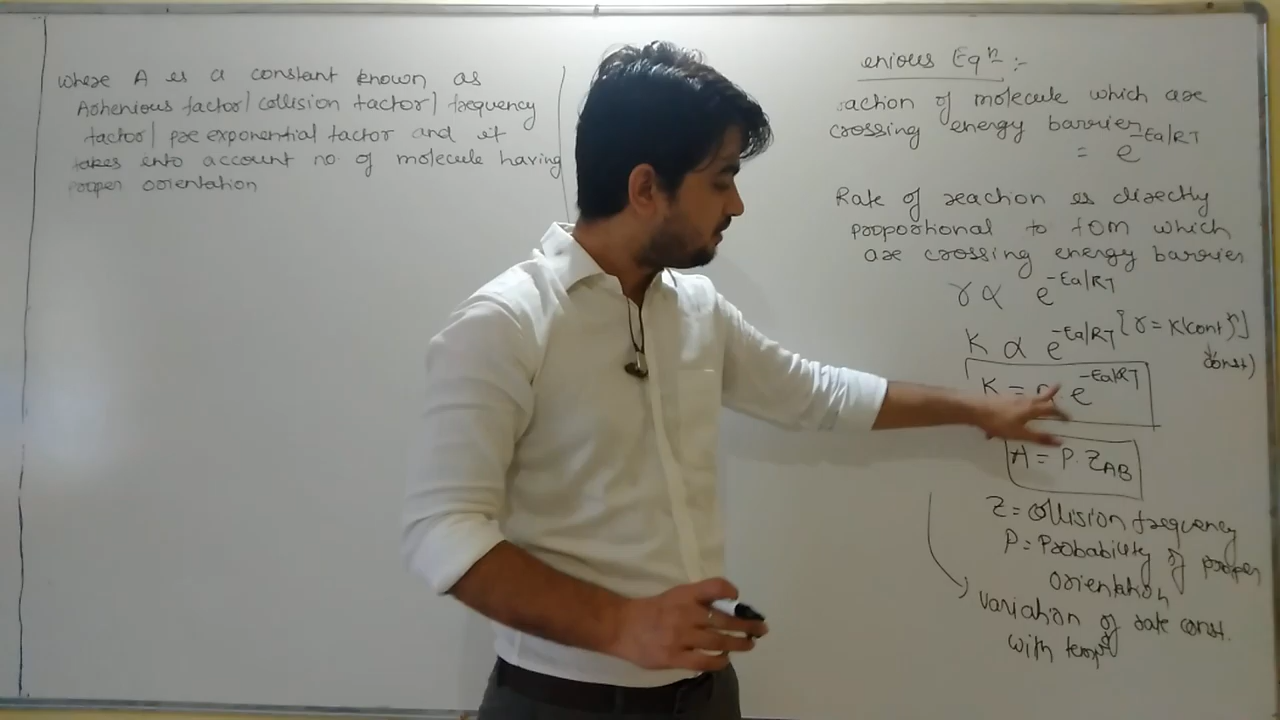 where A is a constant known as
Arhenious factor/ collision factor/ frequency
factor/ pre exponential factor and it
takes into account no of molecule having
proper orientation
enious Eqⁿ :-
raction of molecule which are
crossing energy barrier
= e^-Ea/RT
Rate of reaction is directly
proportional to fOM which
are crossing energy barrier
r ∝ e^-Ea/RT
K ∝ e^-Ea/RT [r = K(conc)ⁿ]
const)
K = e^-Ea/RT
A = P. Z_AB
Z = collision frequency
P = Probability of proper
orientation
variation of rate const.
with tempr